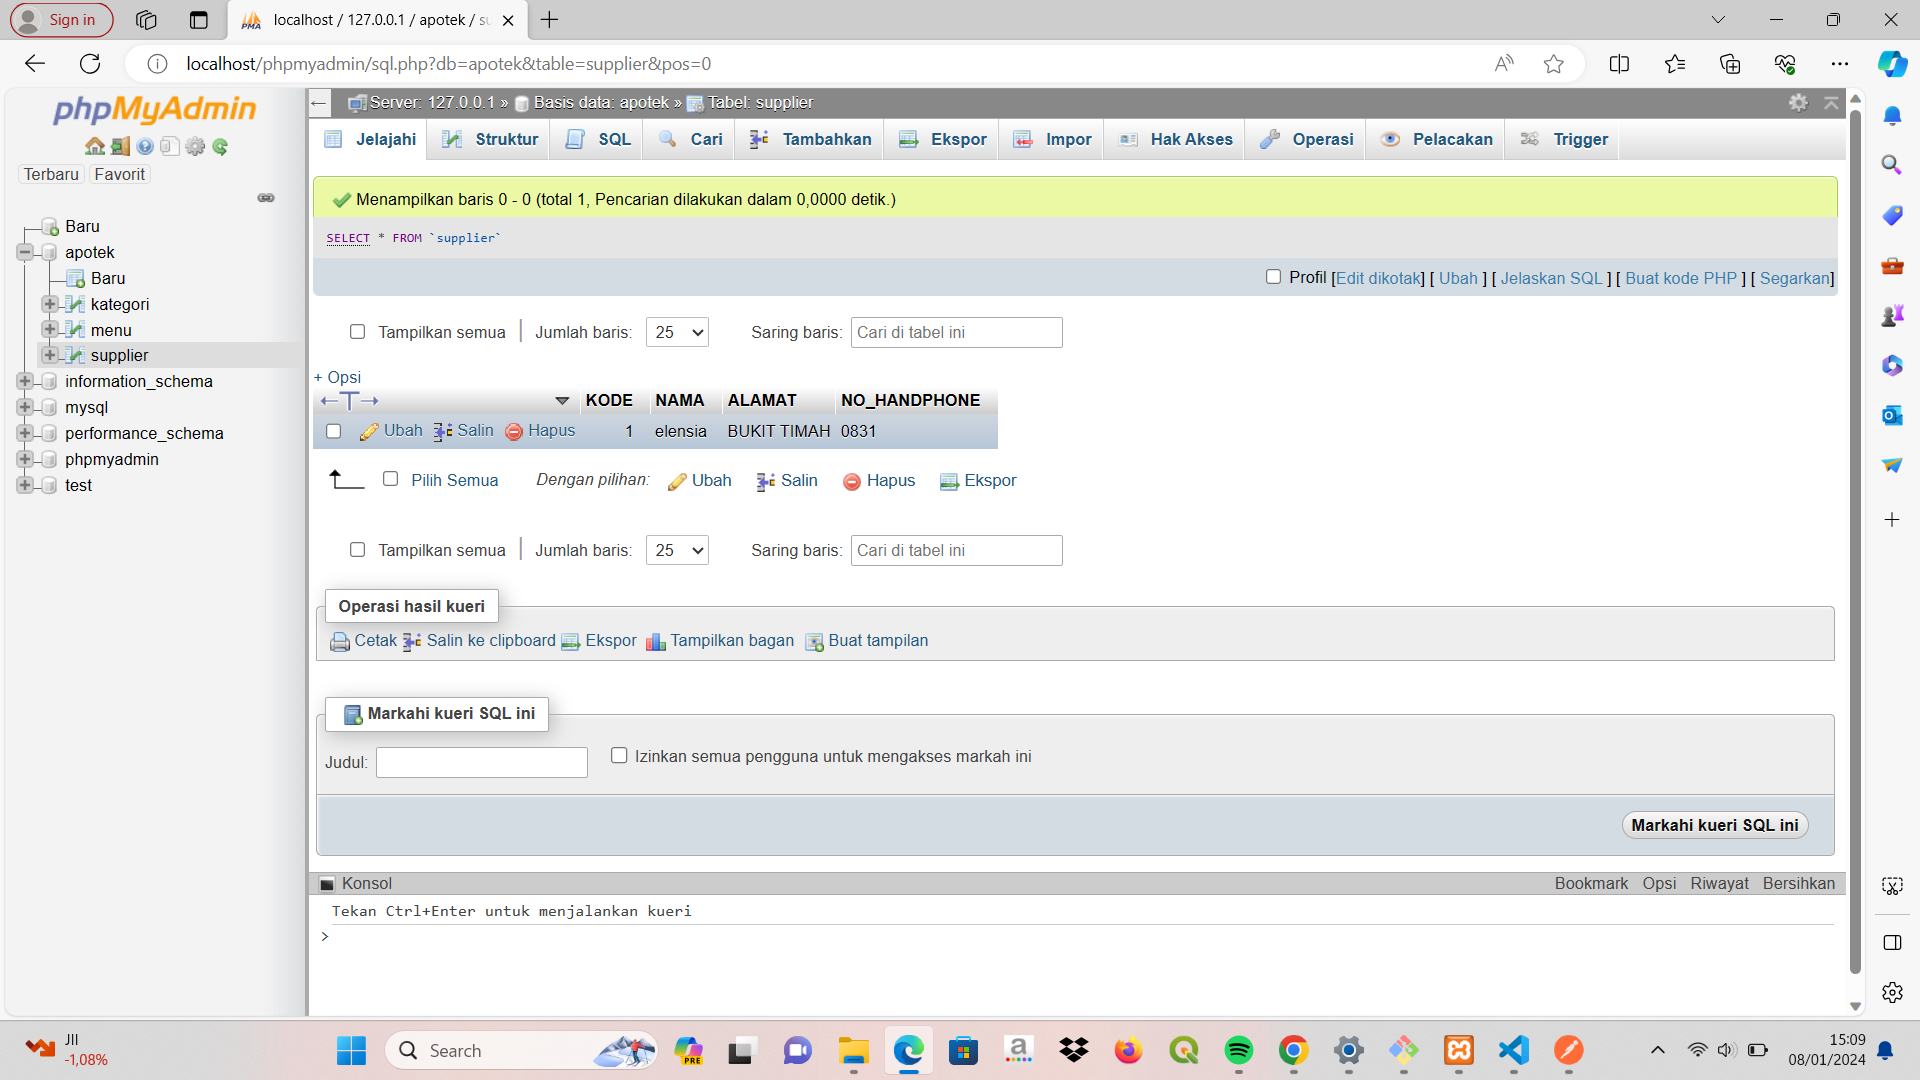 Sign in
localhost / 127.0.0.1 / apotek / su
localhost/phpmyadmin/sql.php?db=apotek&table=supplier&pos=0
phpMyAdmin
Terbaru Favorit
Baru
apotek
Baru
kategori
menu
supplier
information_schema
mysql
performance_schema
phpmyadmin
test
Server: 127.0.0.1 » Basis data: apotek » Tabel: supplier
Jelajahi Struktur SQL Cari Tambahkan Ekspor Impor Hak Akses Operasi Pelacakan Trigger
Menampilkan baris 0 - 0 (total 1, Pencarian dilakukan dalam 0,0000 detik.)
SELECT * FROM `supplier`
Profil [Edit dikotak] [ Ubah ] [ Jelaskan SQL ] [ Buat kode PHP ] [ Segarkan]
Tampilkan semua Jumlah baris: 25 Saring baris: Cari di tabel ini
+ Opsi
←T→ KODE NAMA ALAMAT NO_HANDPHONE
Ubah Salin Hapus 1 elensia BUKIT TIMAH 0831
Pilih Semua Dengan pilihan: Ubah Salin Hapus Ekspor
Tampilkan semua Jumlah baris: 25 Saring baris: Cari di tabel ini
Operasi hasil kueri
Cetak Salin ke clipboard Ekspor Tampilkan bagan Buat tampilan
Markahi kueri SQL ini
Judul: Izinkan semua pengguna untuk mengakses markah ini
Markahi kueri SQL ini
Konsol Bookmark Opsi Riwayat Bersihkan
Tekan Ctrl+Enter untuk menjalankan kueri
>
JII
-1,08%
Search
PRE
15:09
08/01/2024